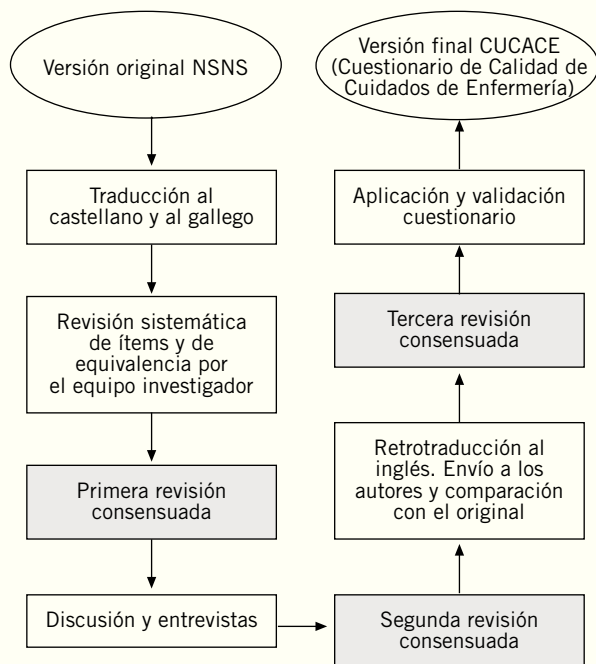 Versión original NSNS
Traducción al
castellano y al gallego
Revisión sistemática
de ítems y de
equivalencia por
el equipo investigador
Primera revisión
consensuada
Discusión y entrevistas
Segunda revisión
consensuada
Retrotraducción al
inglés. Envío a los
autores y comparación
con el original
Tercera revisión
consensuada
Aplicación y validación
cuestionario
Versión final CUCACE
(Cuestionario de Calidad de
Cuidados de Enfermería)